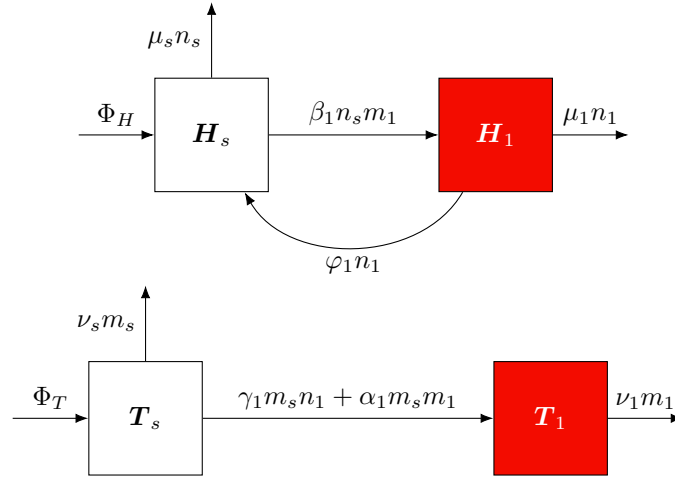 μ_s n_s
Φ_H
H_s
β_1 n_s m_1
H_1
μ_1 n_1
φ_1 n_1
ν_s m_s
Φ_T
T_s
γ_1 m_s n_1 + α_1 m_s m_1
T_1
ν_1 m_1